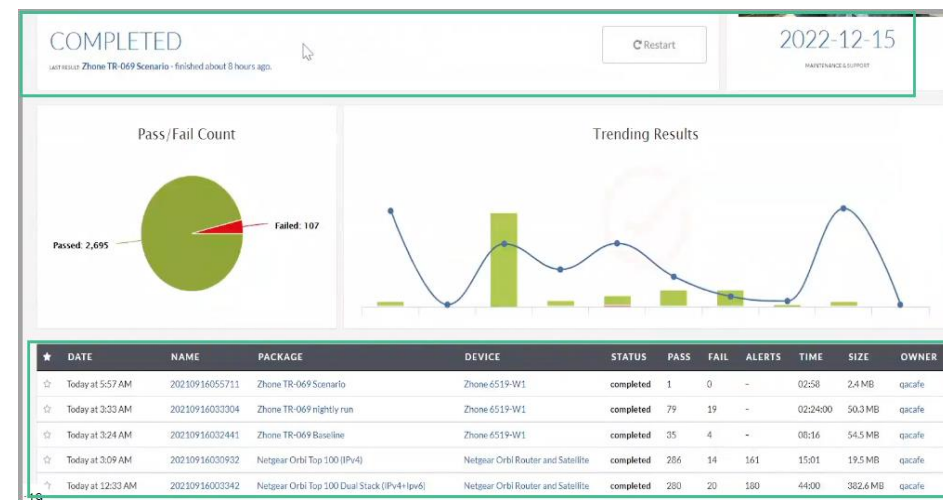 COMPLETED
LAST RESULT: Zhone TR-069 Scenario - finished about 8 hours ago.
Restart
2022-12-15
MAINTENANCE & SUPPORT
Pass/Fail Count
Passed: 2,695
Failed: 107
Trending Results
DATE NAME PACKAGE DEVICE STATUS PASS FAIL ALERTS TIME SIZE OWNER
Today at 5:57 AM 20210916055711 Zhone TR-069 Scenario Zhone 6519-W1 completed 1 0 - 02:58 2.4 MB qacafe
Today at 3:33 AM 20210916033304 Zhone TR-069 nightly run Zhone 6519-W1 completed 79 19 - 02:24:00 50.3 MB qacafe
Today at 3:24 AM 20210916032441 Zhone TR-069 Baseline Zhone 6519-W1 completed 35 4 - 08:16 54.5 MB qacafe
Today at 3:09 AM 20210916030932 Netgear Orbi Top 100 (IPv4) Netgear Orbi Router and Satellite completed 286 14 161 15:01 19.5 MB qacafe
Today at 12:33 AM 20210916003342 Netgear Orbi Top 100 Dual Stack (IPv4+Ipv6) Netgear Orbi Router and Satellite completed 280 20 180 44:00 382.6 MB qacafe